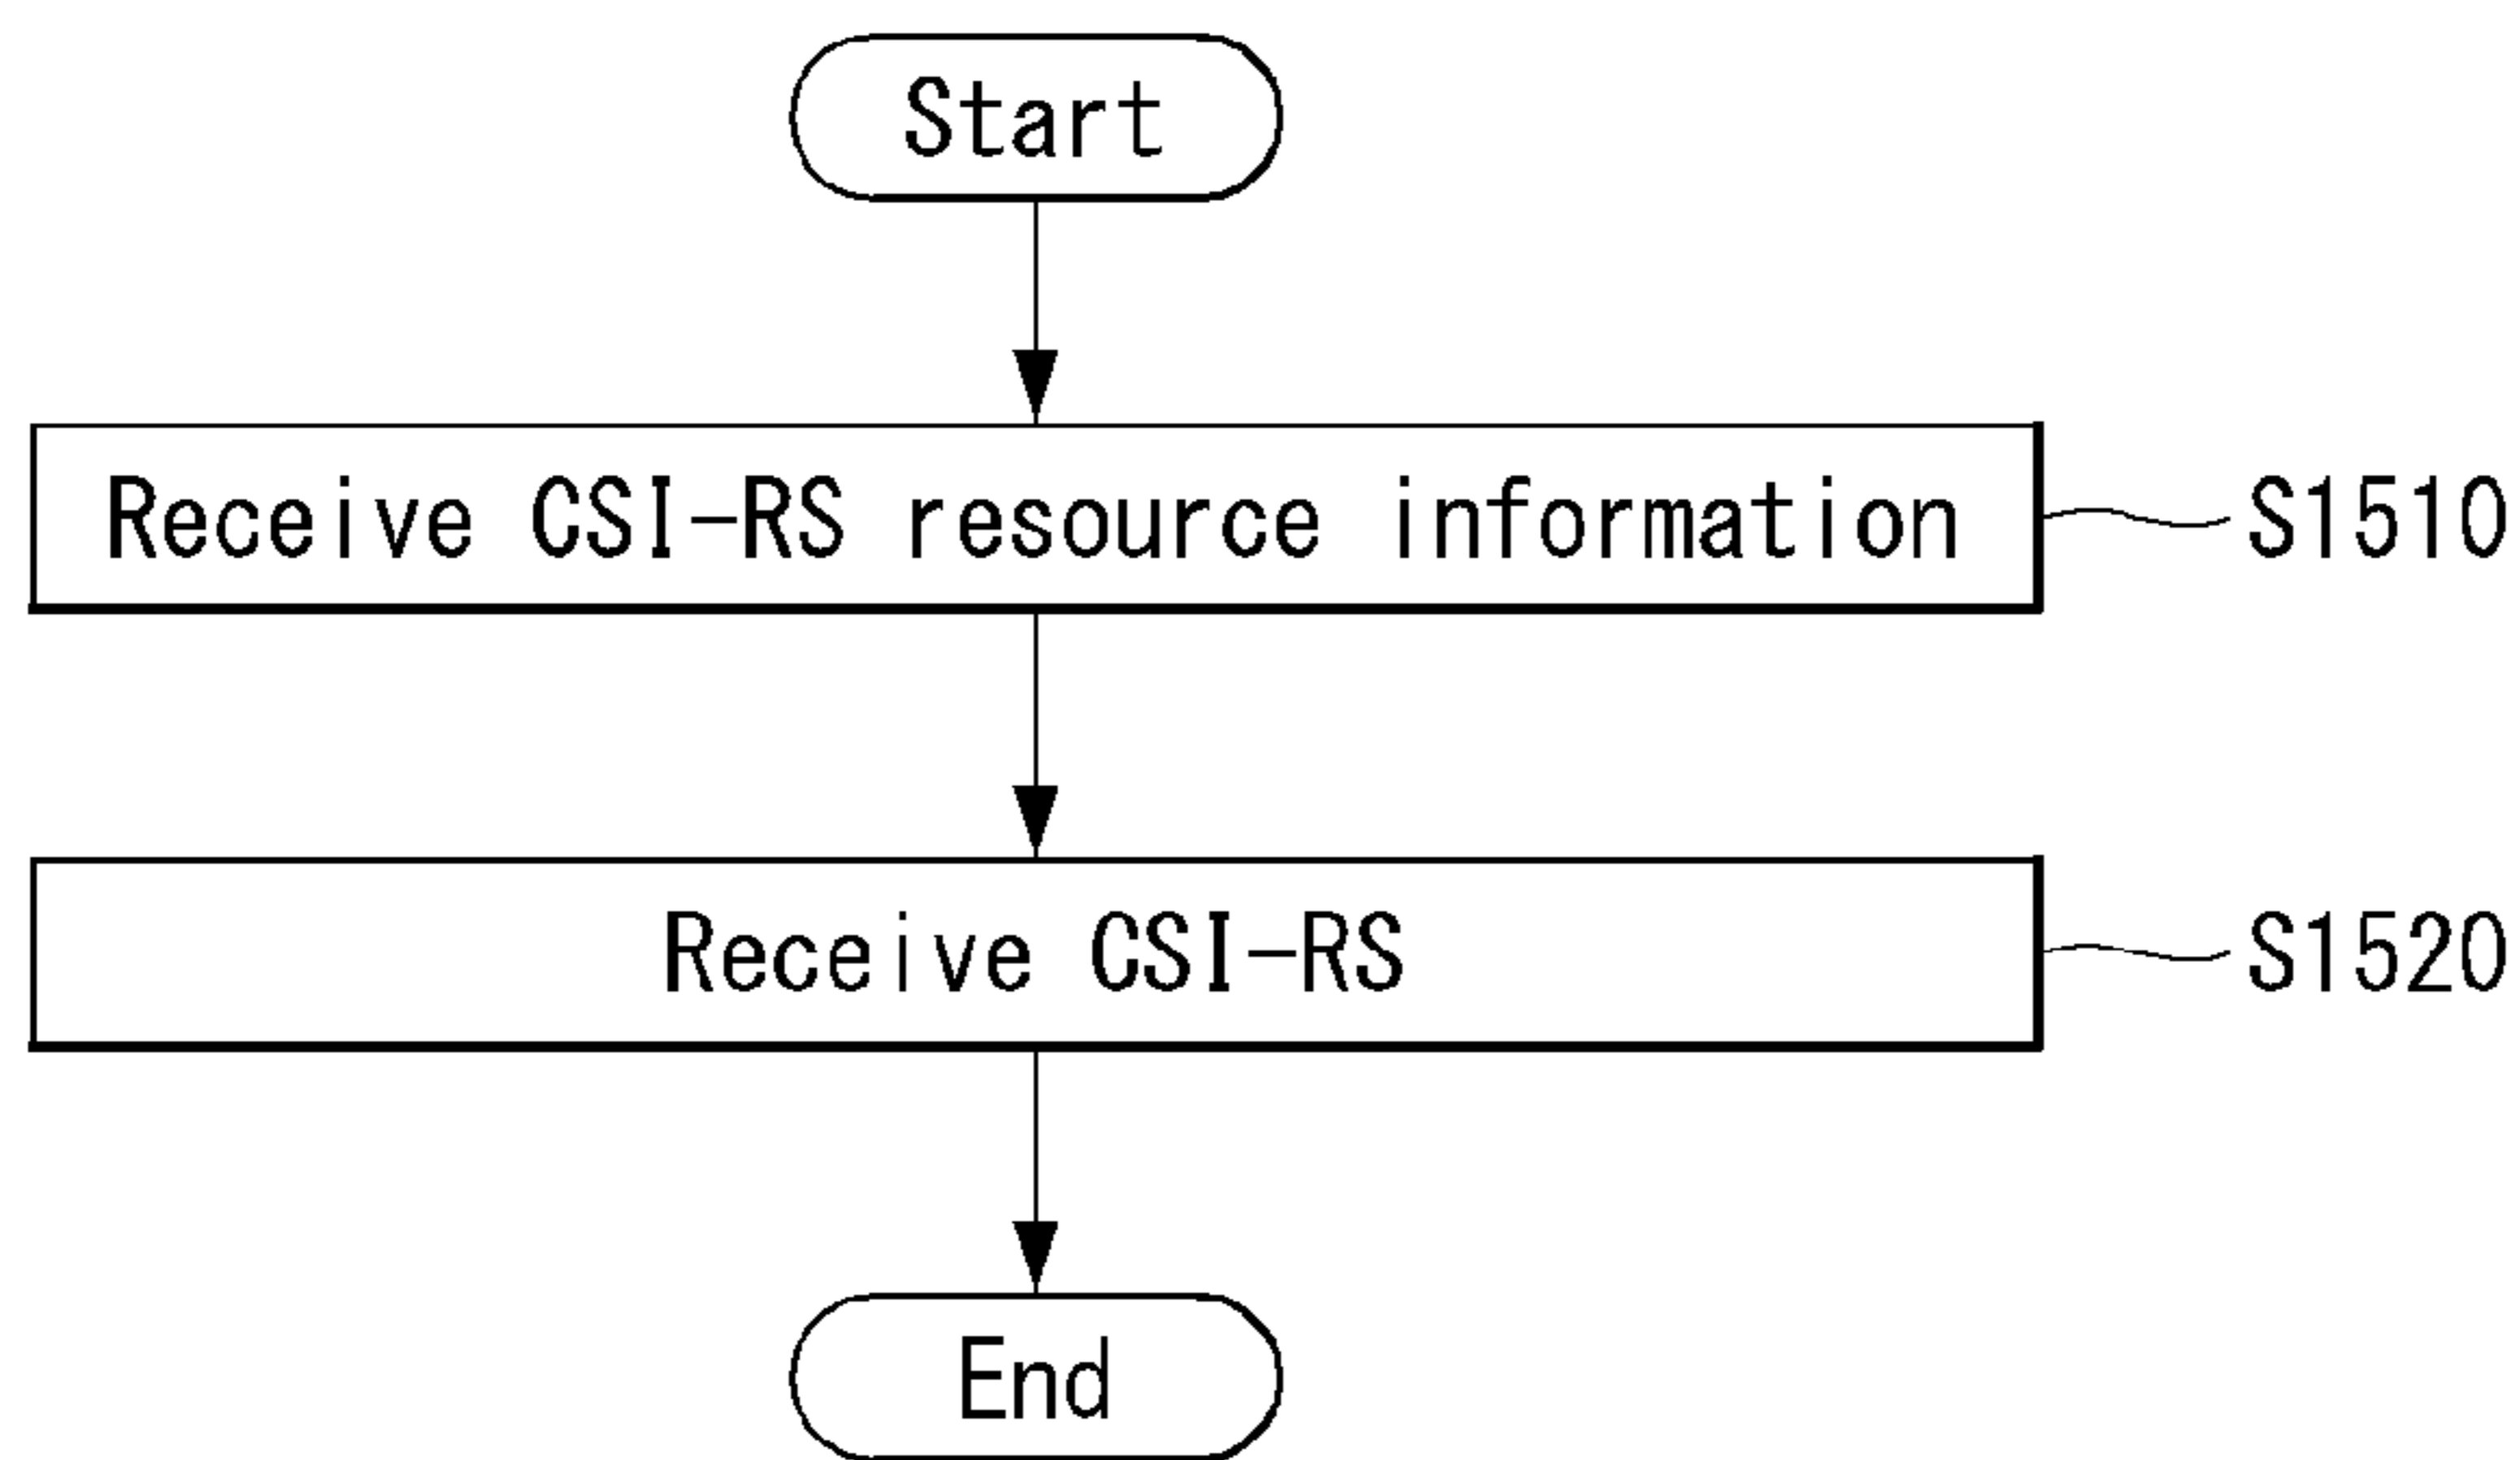 Start
Receive CSI-RS resource information
S1510
Receive CSI-RS
S1520
End